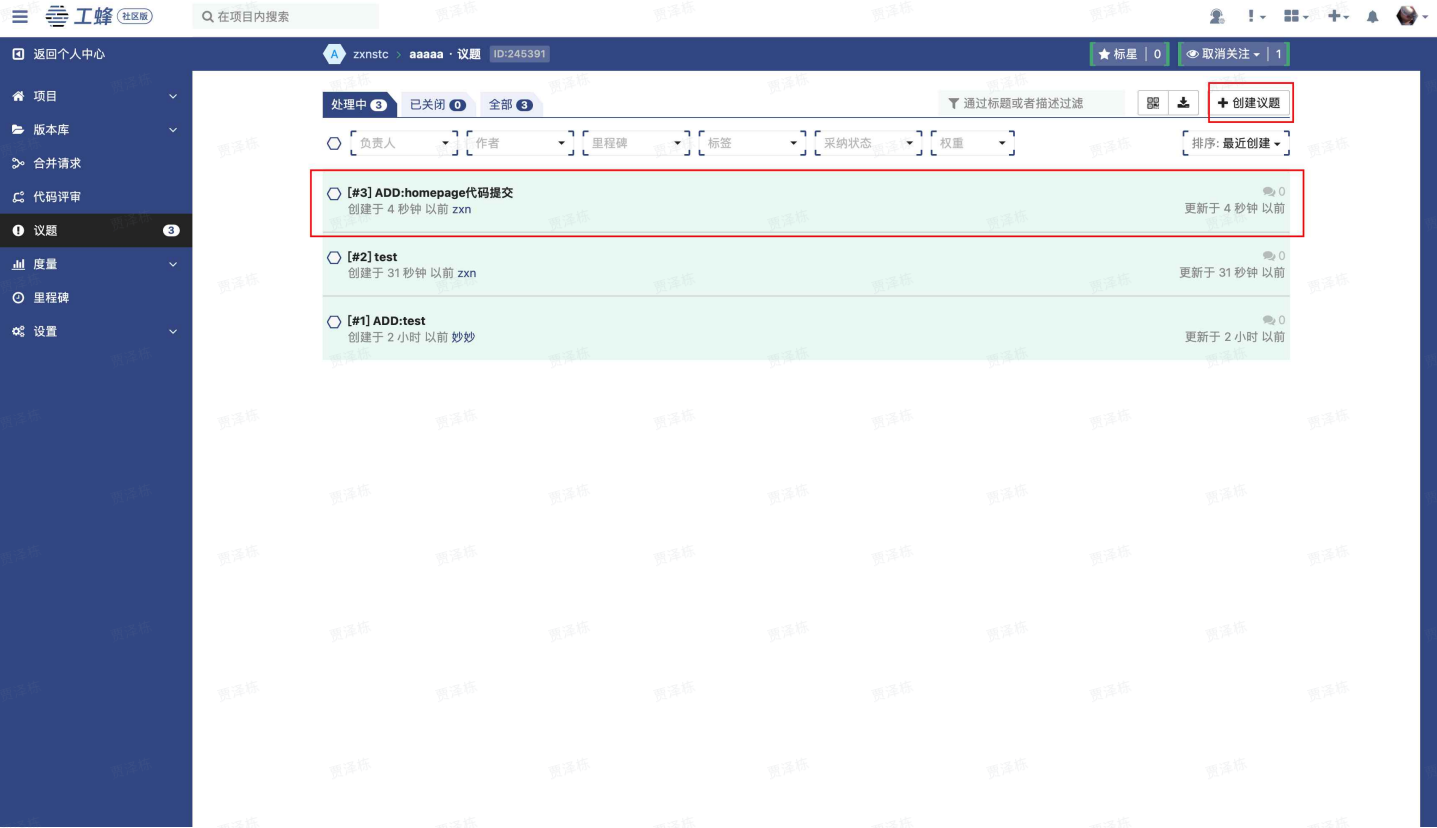 工蜂 社区版
在项目内搜索
返回个人中心
A zxnstc > aaaaa · 议题 ID:245391
标星 | 0
取消关注 | 1
项目
版本库
合并请求
代码评审
议题 3
度量
里程碑
设置
处理中 3
已关闭 0
全部 3
通过标题或者描述过滤
创建议题
负责人
作者
里程碑
标签
采纳状态
权重
排序: 最近创建
[#3] ADD:homepage代码提交
0
创建于 4 秒钟 以前 zxn
更新于 4 秒钟 以前
[#2] test
0
创建于 31 秒钟 以前 zxn
更新于 31 秒钟 以前
[#1] ADD:test
0
创建于 2 小时 以前 妙妙
更新于 2 小时 以前
贾泽栋